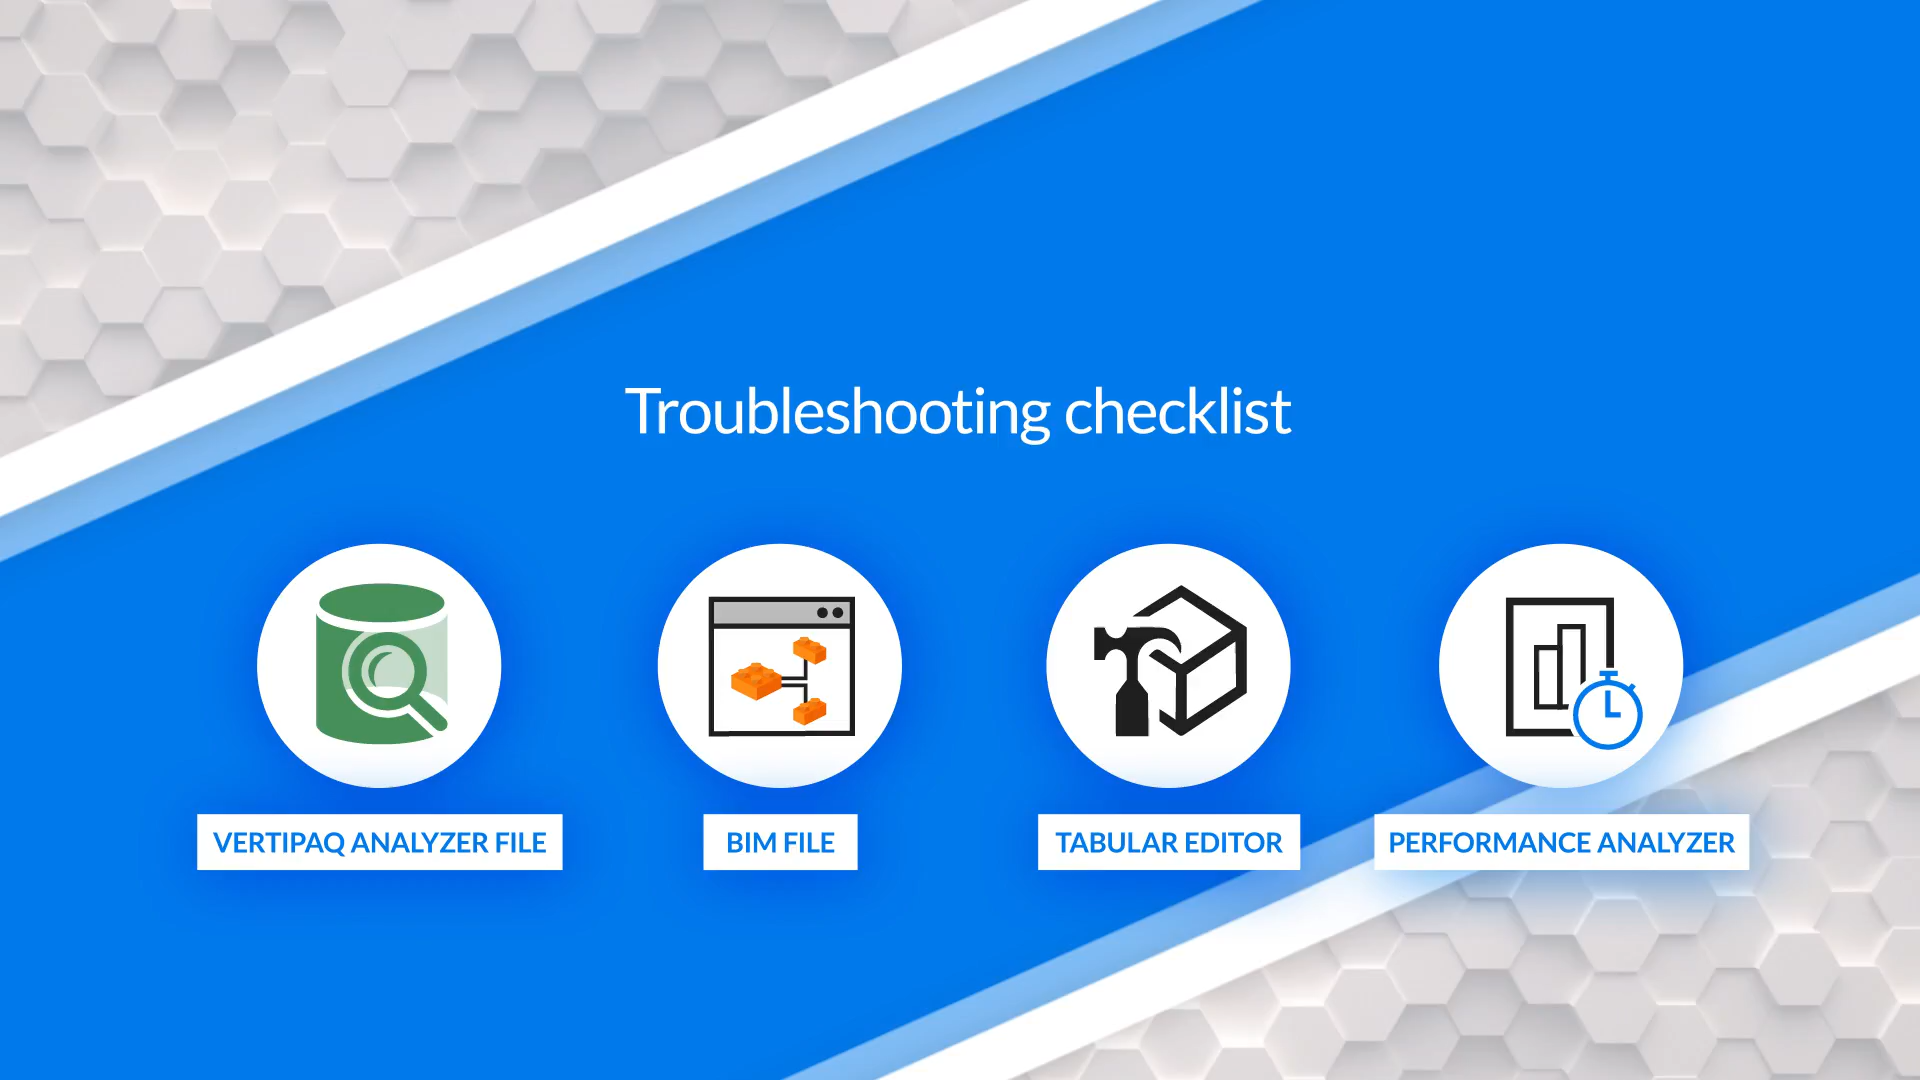 Troubleshooting checklist
VERTIPAQ ANALYZER FILE
BIM FILE
TABULAR EDITOR
PERFORMANCE ANALYZER